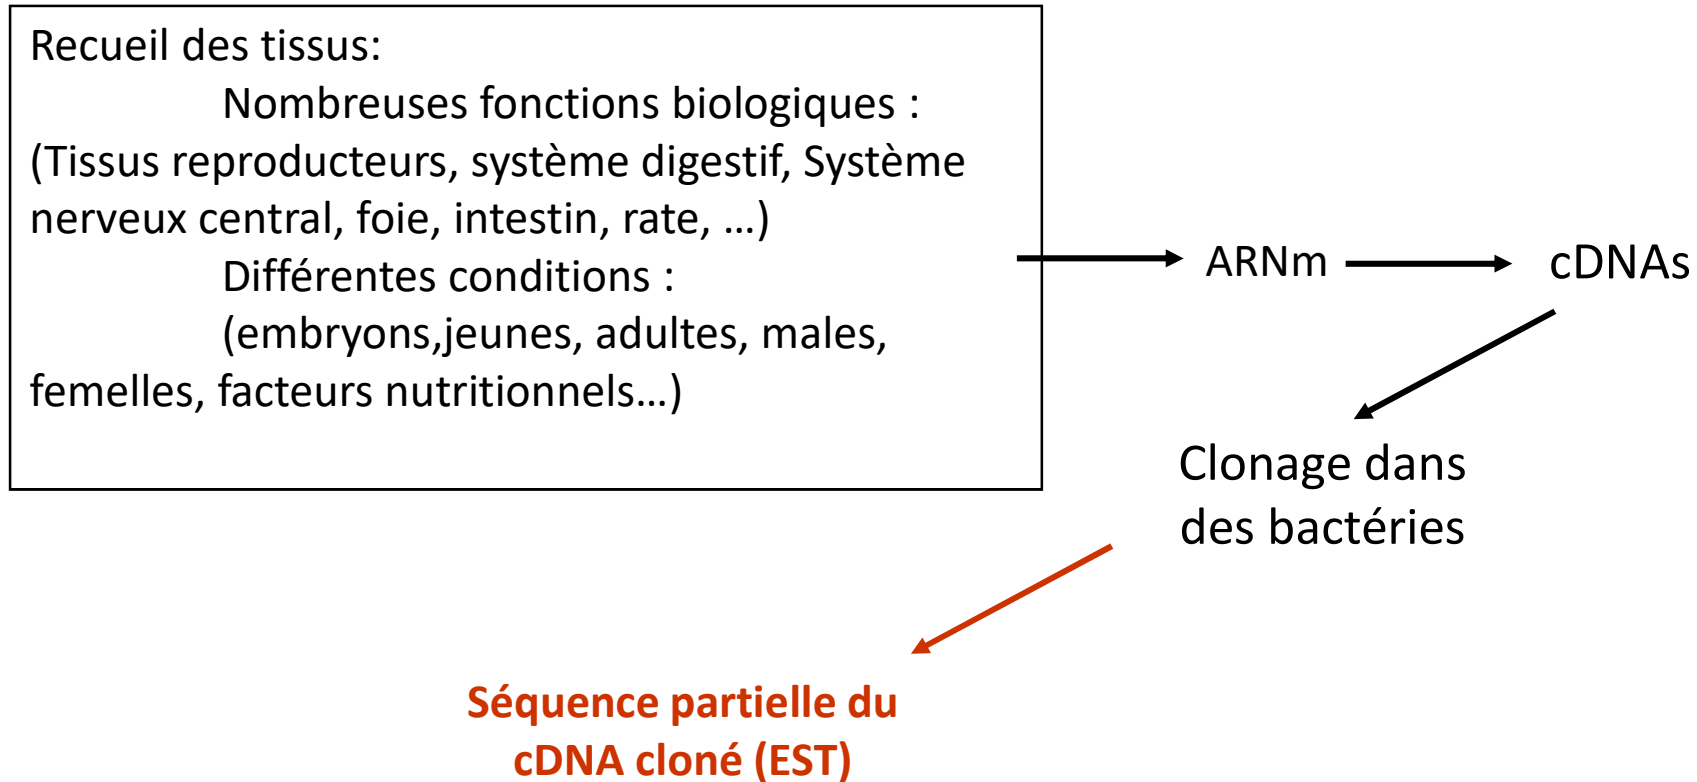 Recueil des tissus:
Nombreuses fonctions biologiques :
(Tissus reproducteurs, système digestif, Système
nerveux central, foie, intestin, rate, …)
Différentes conditions :
(embryons,jeunes, adultes, males,
femelles, facteurs nutritionnels…)
ARNm
cDNAs
Clonage dans
des bactéries
Séquence partielle du
cDNA cloné (EST)